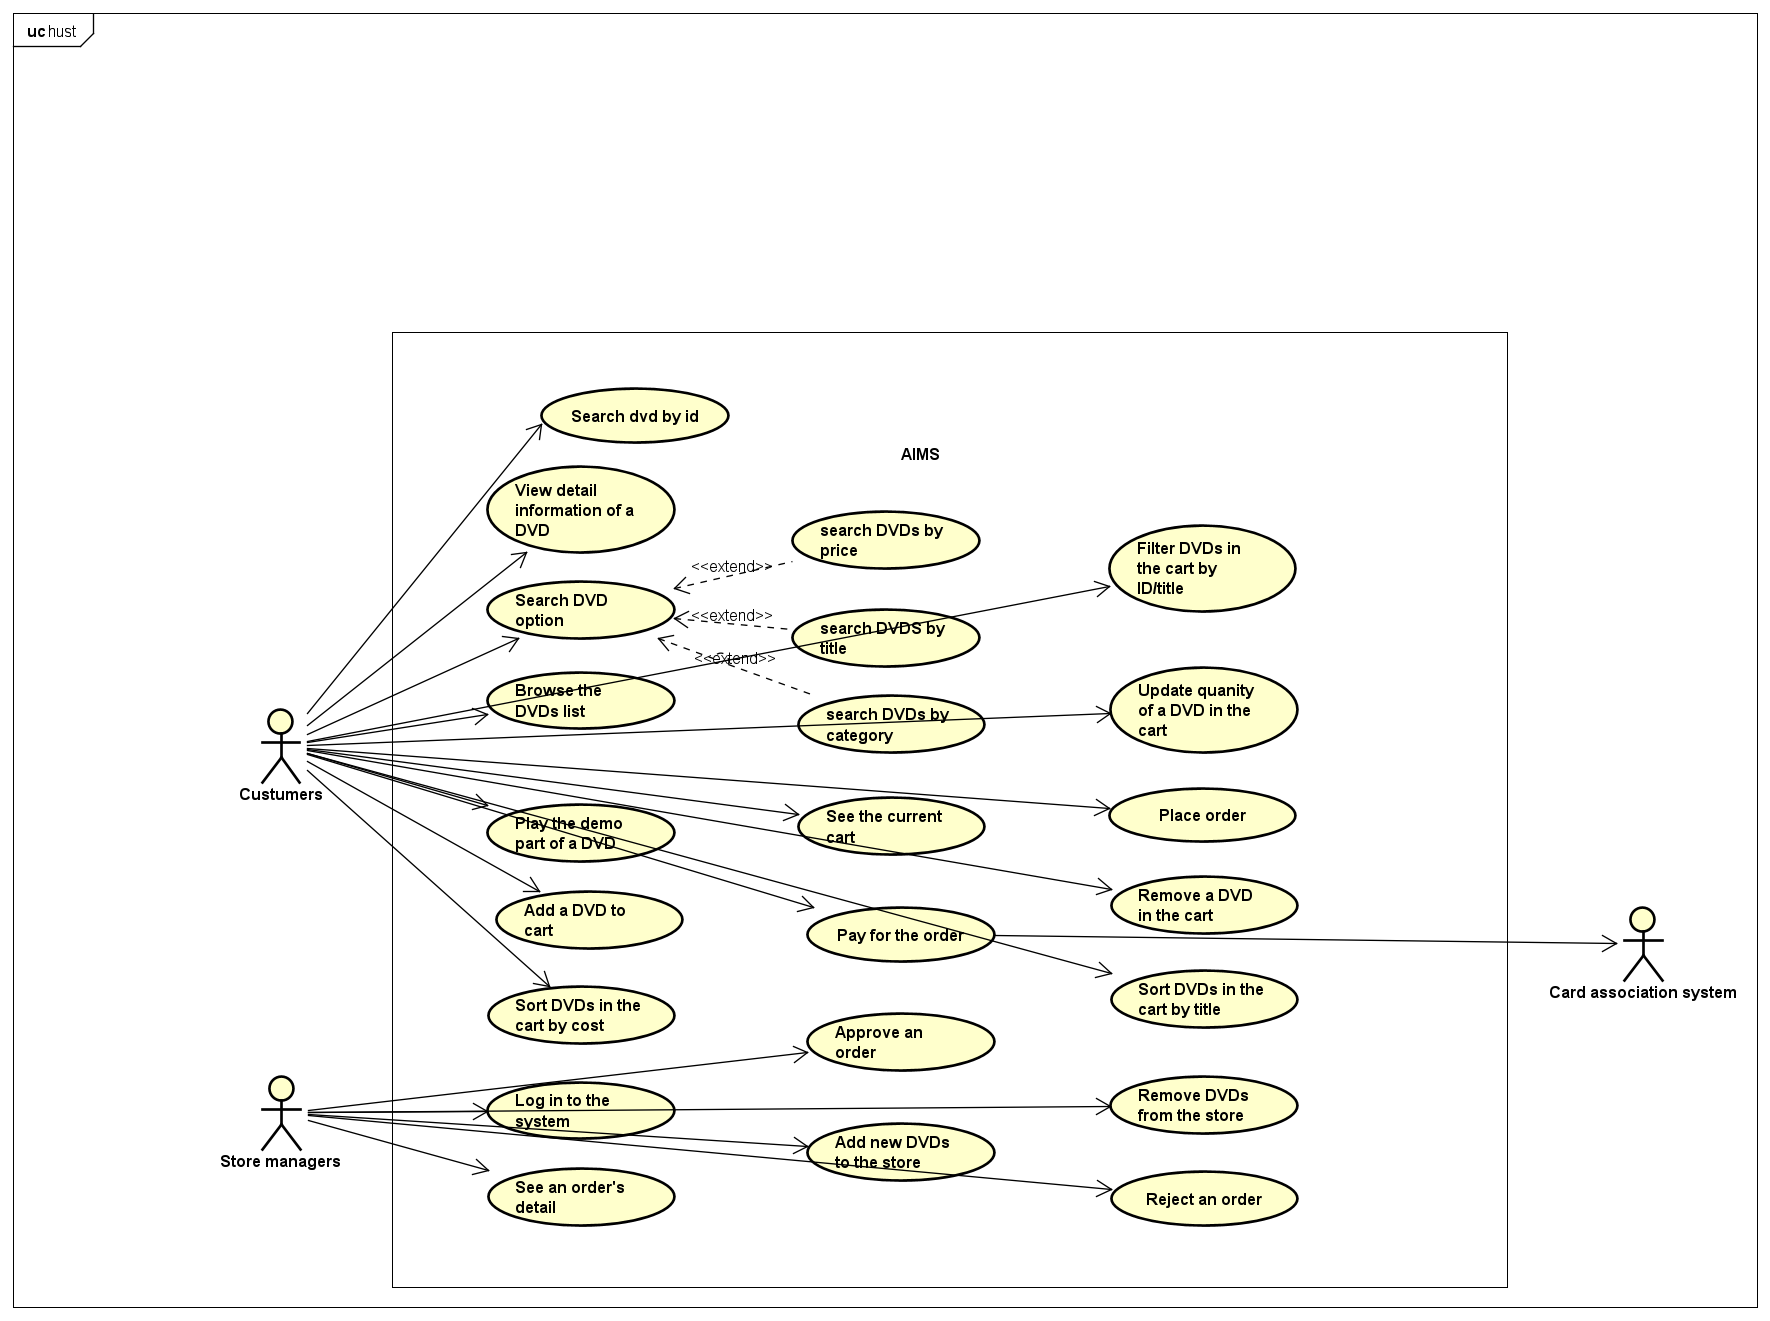 uc hust
Search dvd by id
AIMS
View detail
information of a
DVD
search DVDs by
price
Filter DVDs in
the cart by
ID/title
<<extend>>
Search DVD
option
<<extend>>
search DVDS by
title
<<extend>>
Browse the
DVDs list
search DVDs by
category
Update quanity
of a DVD in the
cart
Custumers
Play the demo
part of a DVD
See the current
cart
Place order
Add a DVD to
cart
Pay for the order
Remove a DVD
in the cart
Card association system
Sort DVDs in the
cart by cost
Sort DVDs in the
cart by title
Approve an
order
Store managers
Log in to the
system
Remove DVDs
from the store
Add new DVDs
to the store
See an order's
detail
Reject an order